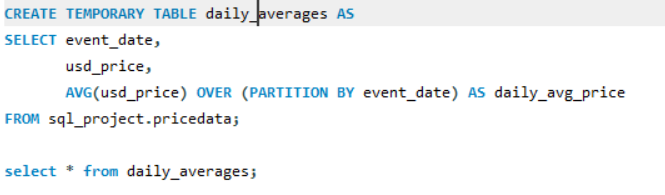 CREATE TEMPORARY TABLE daily_averages AS
SELECT event_date,
usd_price,
AVG(usd_price) OVER (PARTITION BY event_date) AS daily_avg_price
FROM sql_project.pricedata;
select * from daily_averages;